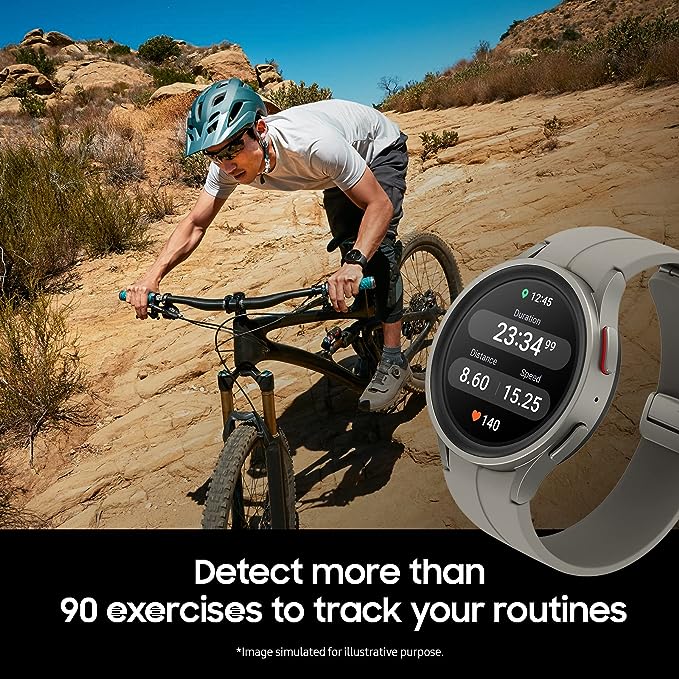 12:45
Duration
23:34 99
Distance
Speed
8.60
15.25
140
Detect more than
90 exercises to track your routines
*Image simulated for illustrative purpose.